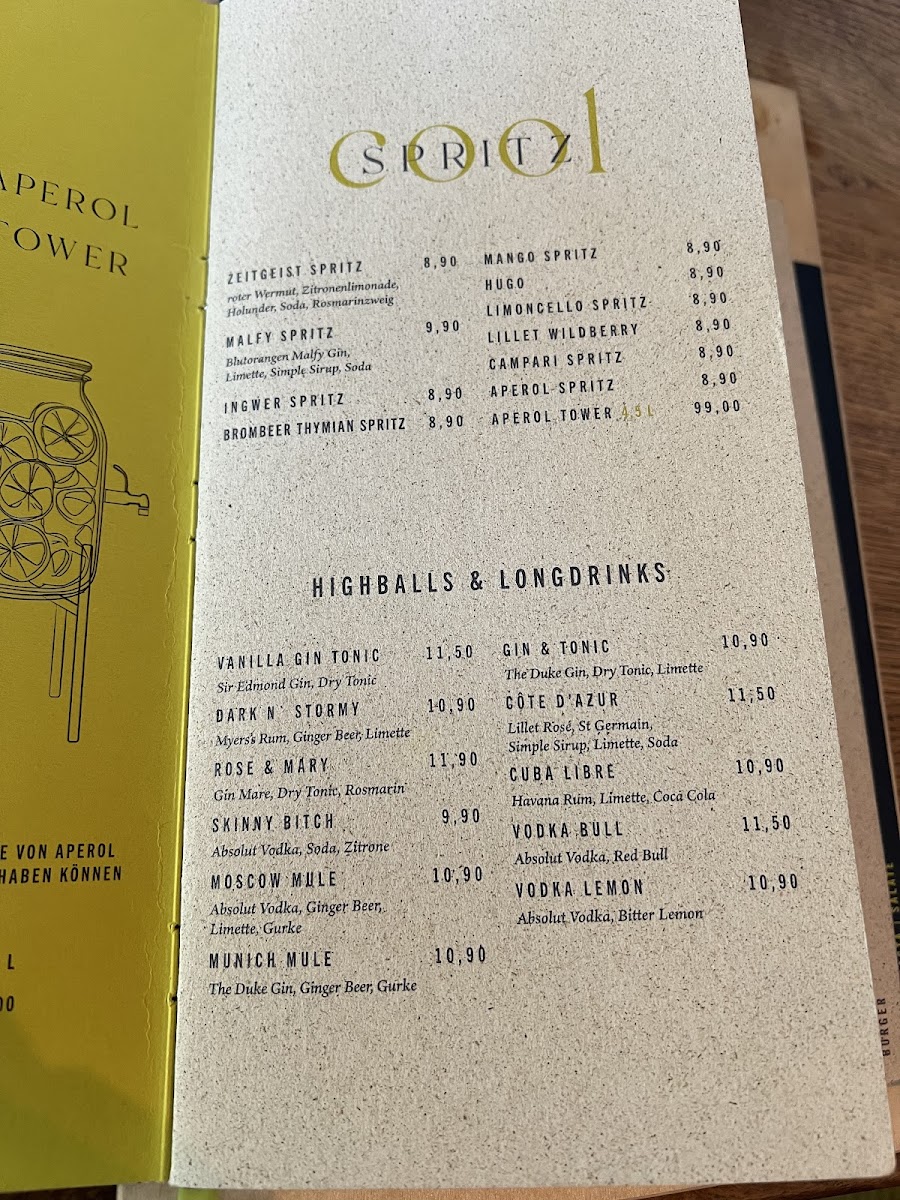 APEROL
TOWER
E VON APEROL
HABEN KÖNNEN
L
00
cool
SPRITZ
ZEITGEIST SPRITZ 8,90
roter Wermut, Zitronenlimonade,
Holunder, Soda, Rosmarinzweig
MALFY SPRITZ 9,90
Blutorangen Malfy Gin,
Limette, Simple Sirup, Soda
INGWER SPRITZ 8,90
BROMBEER THYMIAN SPRITZ 8,90
MANGO SPRITZ 8,90
HUGO 8,90
LIMONCELLO SPRITZ 8,90
LILLET WILDBERRY 8,90
CAMPARI SPRITZ 8,90
APEROL SPRITZ 8,90
APEROL TOWER 4,5 L 99,00
HIGHBALLS & LONGDRINKS
VANILLA GIN TONIC 11,50
Sir Edmond Gin, Dry Tonic
DARK N' STORMY 10,90
Myers's Rum, Ginger Beer, Limette
ROSE & MARY 11,90
Gin Mare, Dry Tonic, Rosmarin
SKINNY BITCH 9,90
Absolut Vodka, Soda, Zitrone
MOSCOW MULE 10,90
Absolut Vodka, Ginger Beer,
Limette, Gurke
MUNICH MULE 10,90
The Duke Gin, Ginger Beer, Gurke
GIN & TONIC 10,90
The Duke Gin, Dry Tonic, Limette
CÔTE D'AZUR 11,50
Lillet Rosé, St Germain,
Simple Sirup, Limette, Soda
CUBA LIBRE 10,90
Havana Rum, Limette, Coca Cola
VODKA BULL 11,50
Absolut Vodka, Red Bull
VODKA LEMON 10,90
Absolut Vodka, Bitter Lemon
SALATE
BURGER